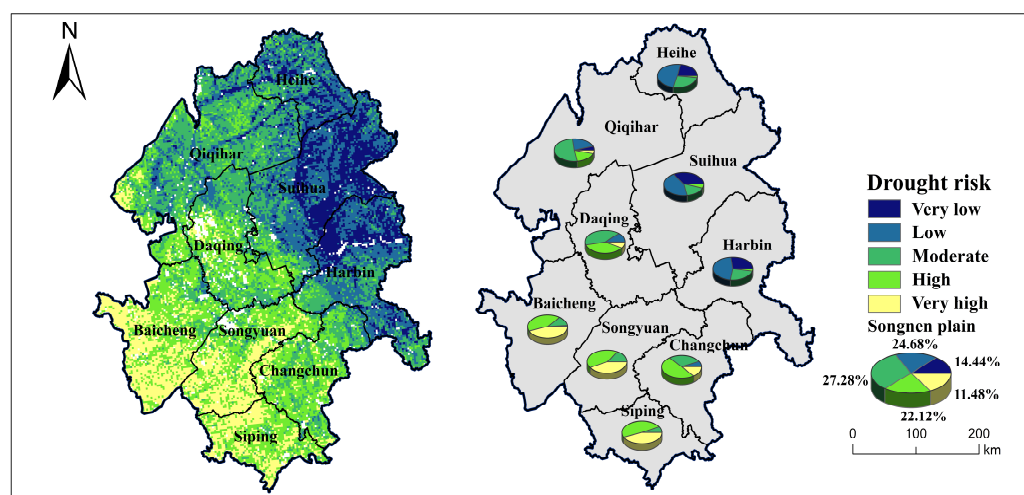 N
Heihe
Qiqihar
Suihua
Daqing
Harbin
Baicheng
Songyuan
Changchun
Siping
Heihe
Qiqihar
Suihua
Daqing
Harbin
Baicheng
Songyuan
Changchun
Siping
Drought risk
Very low
Low
Moderate
High
Very high
Songnen plain
24.68%
14.44%
27.28%
11.48%
22.12%
0 100 200
km